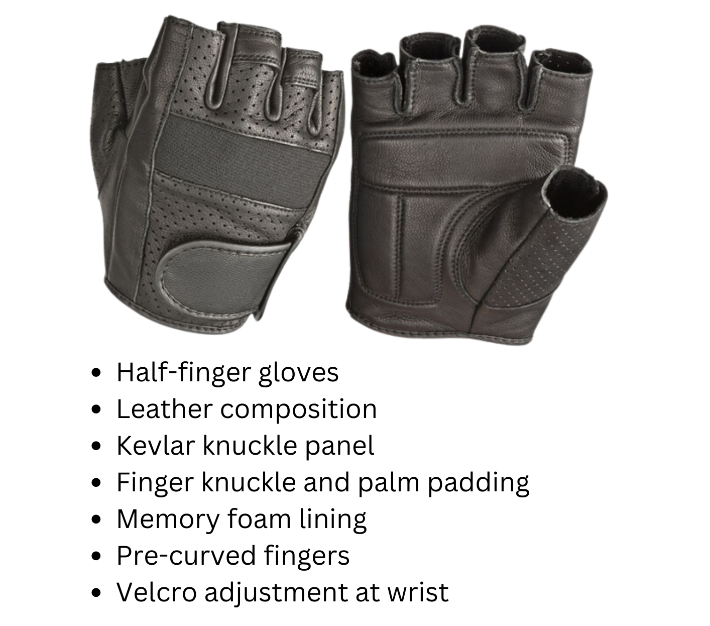 • Half-finger gloves
• Leather composition
• Kevlar knuckle panel
• Finger knuckle and palm padding
• Memory foam lining
• Pre-curved fingers
• Velcro adjustment at wrist